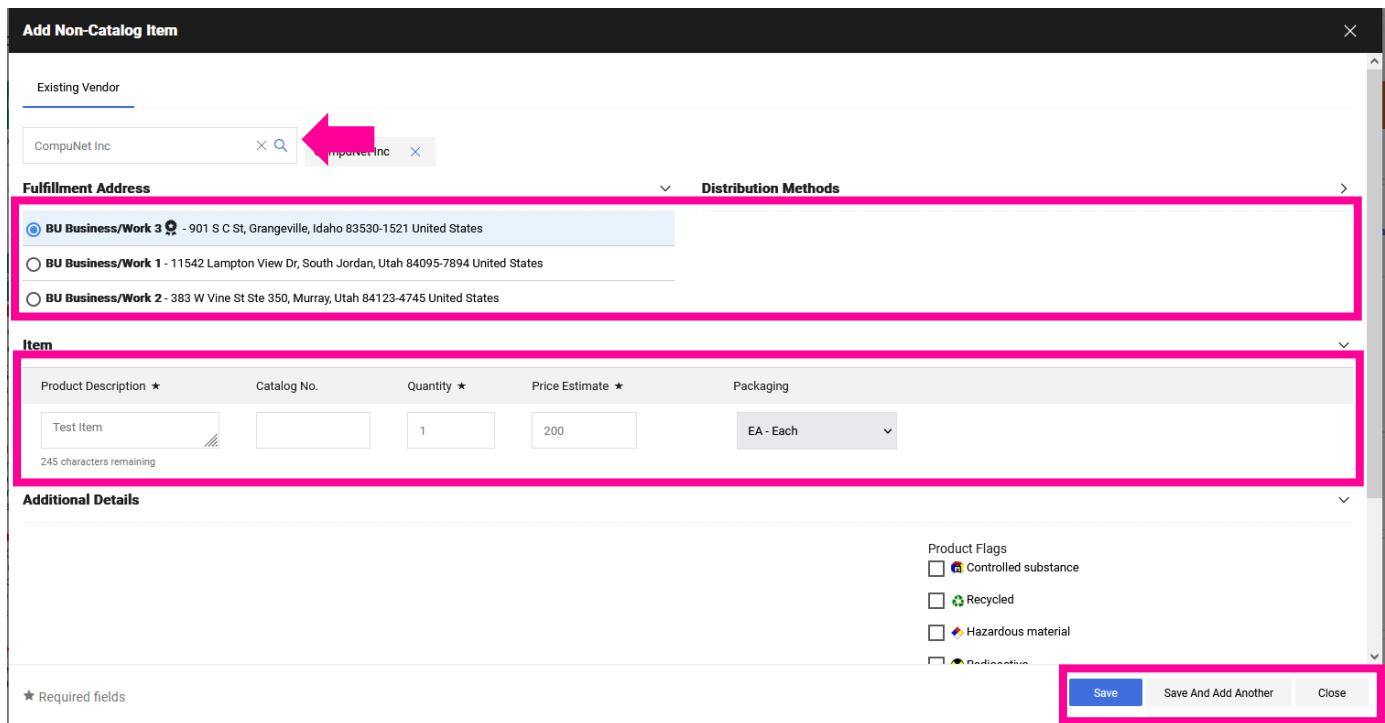 Add Non-Catalog Item
Existing Vendor
CompuNet Inc
CompuNet Inc
Fulfillment Address
Distribution Methods
BU Business/Work 3 - 901 S C St, Grangeville, Idaho 83530-1521 United States
BU Business/Work 1 - 11542 Lampton View Dr, South Jordan, Utah 84095-7894 United States
BU Business/Work 2 - 383 W Vine St Ste 350, Murray, Utah 84123-4745 United States
Item
Product Description ★ Catalog No. Quantity ★ Price Estimate ★ Packaging
Test Item 1 200 EA - Each
245 characters remaining
Additional Details
Product Flags
Controlled substance
Recycled
Hazardous material
Radioactive
★ Required fields
Save Save And Add Another Close